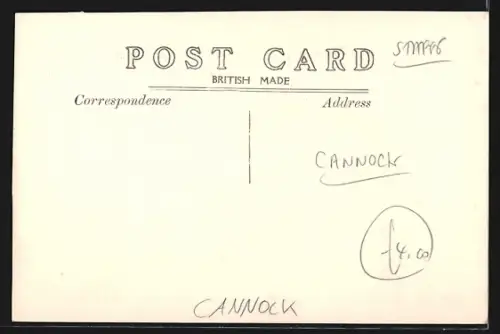 POST CARD
STAFFS
BRITISH MADE
Correspondence Address
CANNOCK
£4.00
CANNOCK